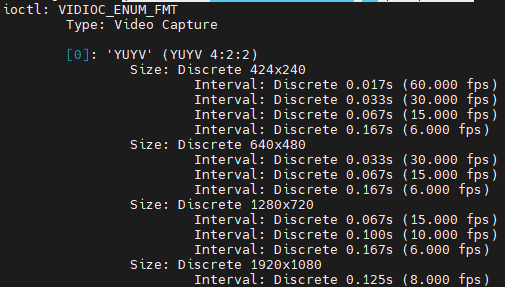 ioctl: VIDIOC_ENUM_FMT
Type: Video Capture
[0]: 'YUYV' (YUYV 4:2:2)
Size: Discrete 424x240
Interval: Discrete 0.017s (60.000 fps)
Interval: Discrete 0.033s (30.000 fps)
Interval: Discrete 0.067s (15.000 fps)
Interval: Discrete 0.167s (6.000 fps)
Size: Discrete 640x480
Interval: Discrete 0.033s (30.000 fps)
Interval: Discrete 0.067s (15.000 fps)
Interval: Discrete 0.167s (6.000 fps)
Size: Discrete 1280x720
Interval: Discrete 0.067s (15.000 fps)
Interval: Discrete 0.100s (10.000 fps)
Interval: Discrete 0.167s (6.000 fps)
Size: Discrete 1920x1080
Interval: Discrete 0.125s (8.000 fps)